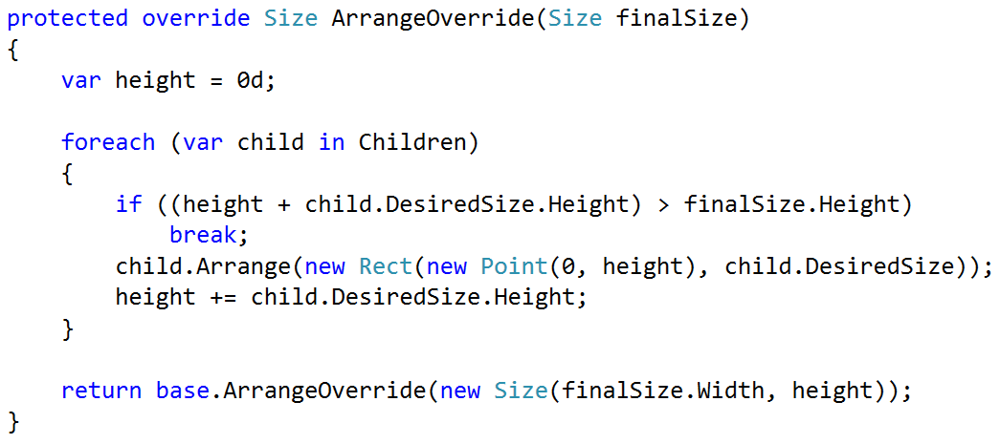 protected override Size ArrangeOverride(Size finalSize)
{
    var height = 0d;

    foreach (var child in Children)
    {
        if ((height + child.DesiredSize.Height) > finalSize.Height)
            break;
        child.Arrange(new Rect(new Point(0, height), child.DesiredSize));
        height += child.DesiredSize.Height;
    }

    return base.ArrangeOverride(new Size(finalSize.Width, height));
}